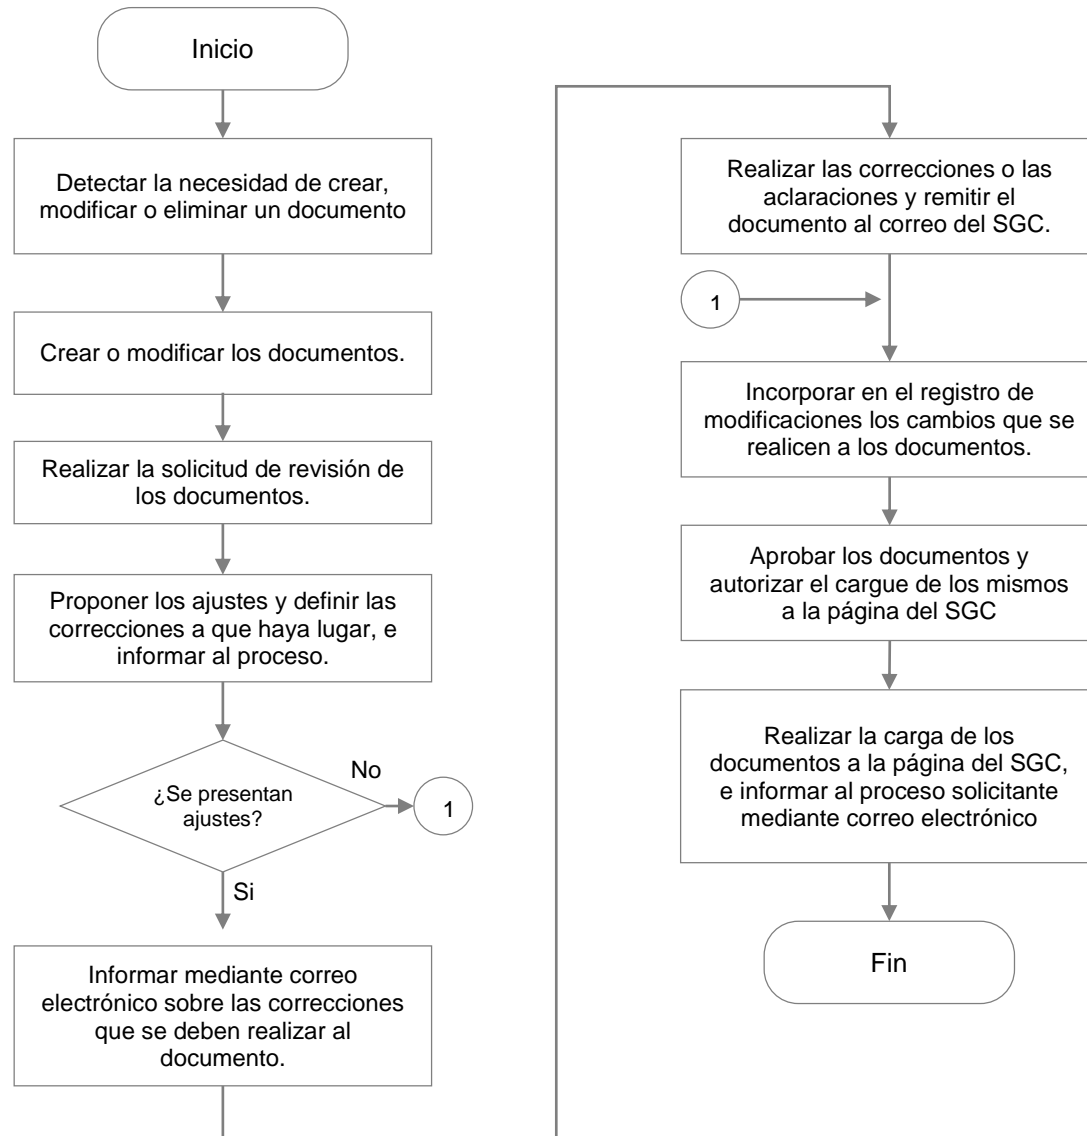 Inicio
Detectar la necesidad de crear,
modificar o eliminar un documento
Crear o modificar los documentos.
Realizar la solicitud de revisión de
los documentos.
Proponer los ajustes y definir las
correcciones a que haya lugar, e
informar al proceso.
¿Se presentan
ajustes?
No
1
Si
Informar mediante correo
electrónico sobre las correcciones
que se deben realizar al
documento.
Realizar las correcciones o las
aclaraciones y remitir el
documento al correo del SGC.
1
Incorporar en el registro de
modificaciones los cambios que se
realicen a los documentos.
Aprobar los documentos y
autorizar el cargue de los mismos
a la página del SGC
Realizar la carga de los
documentos a la página del SGC,
e informar al proceso solicitante
mediante correo electrónico
Fin